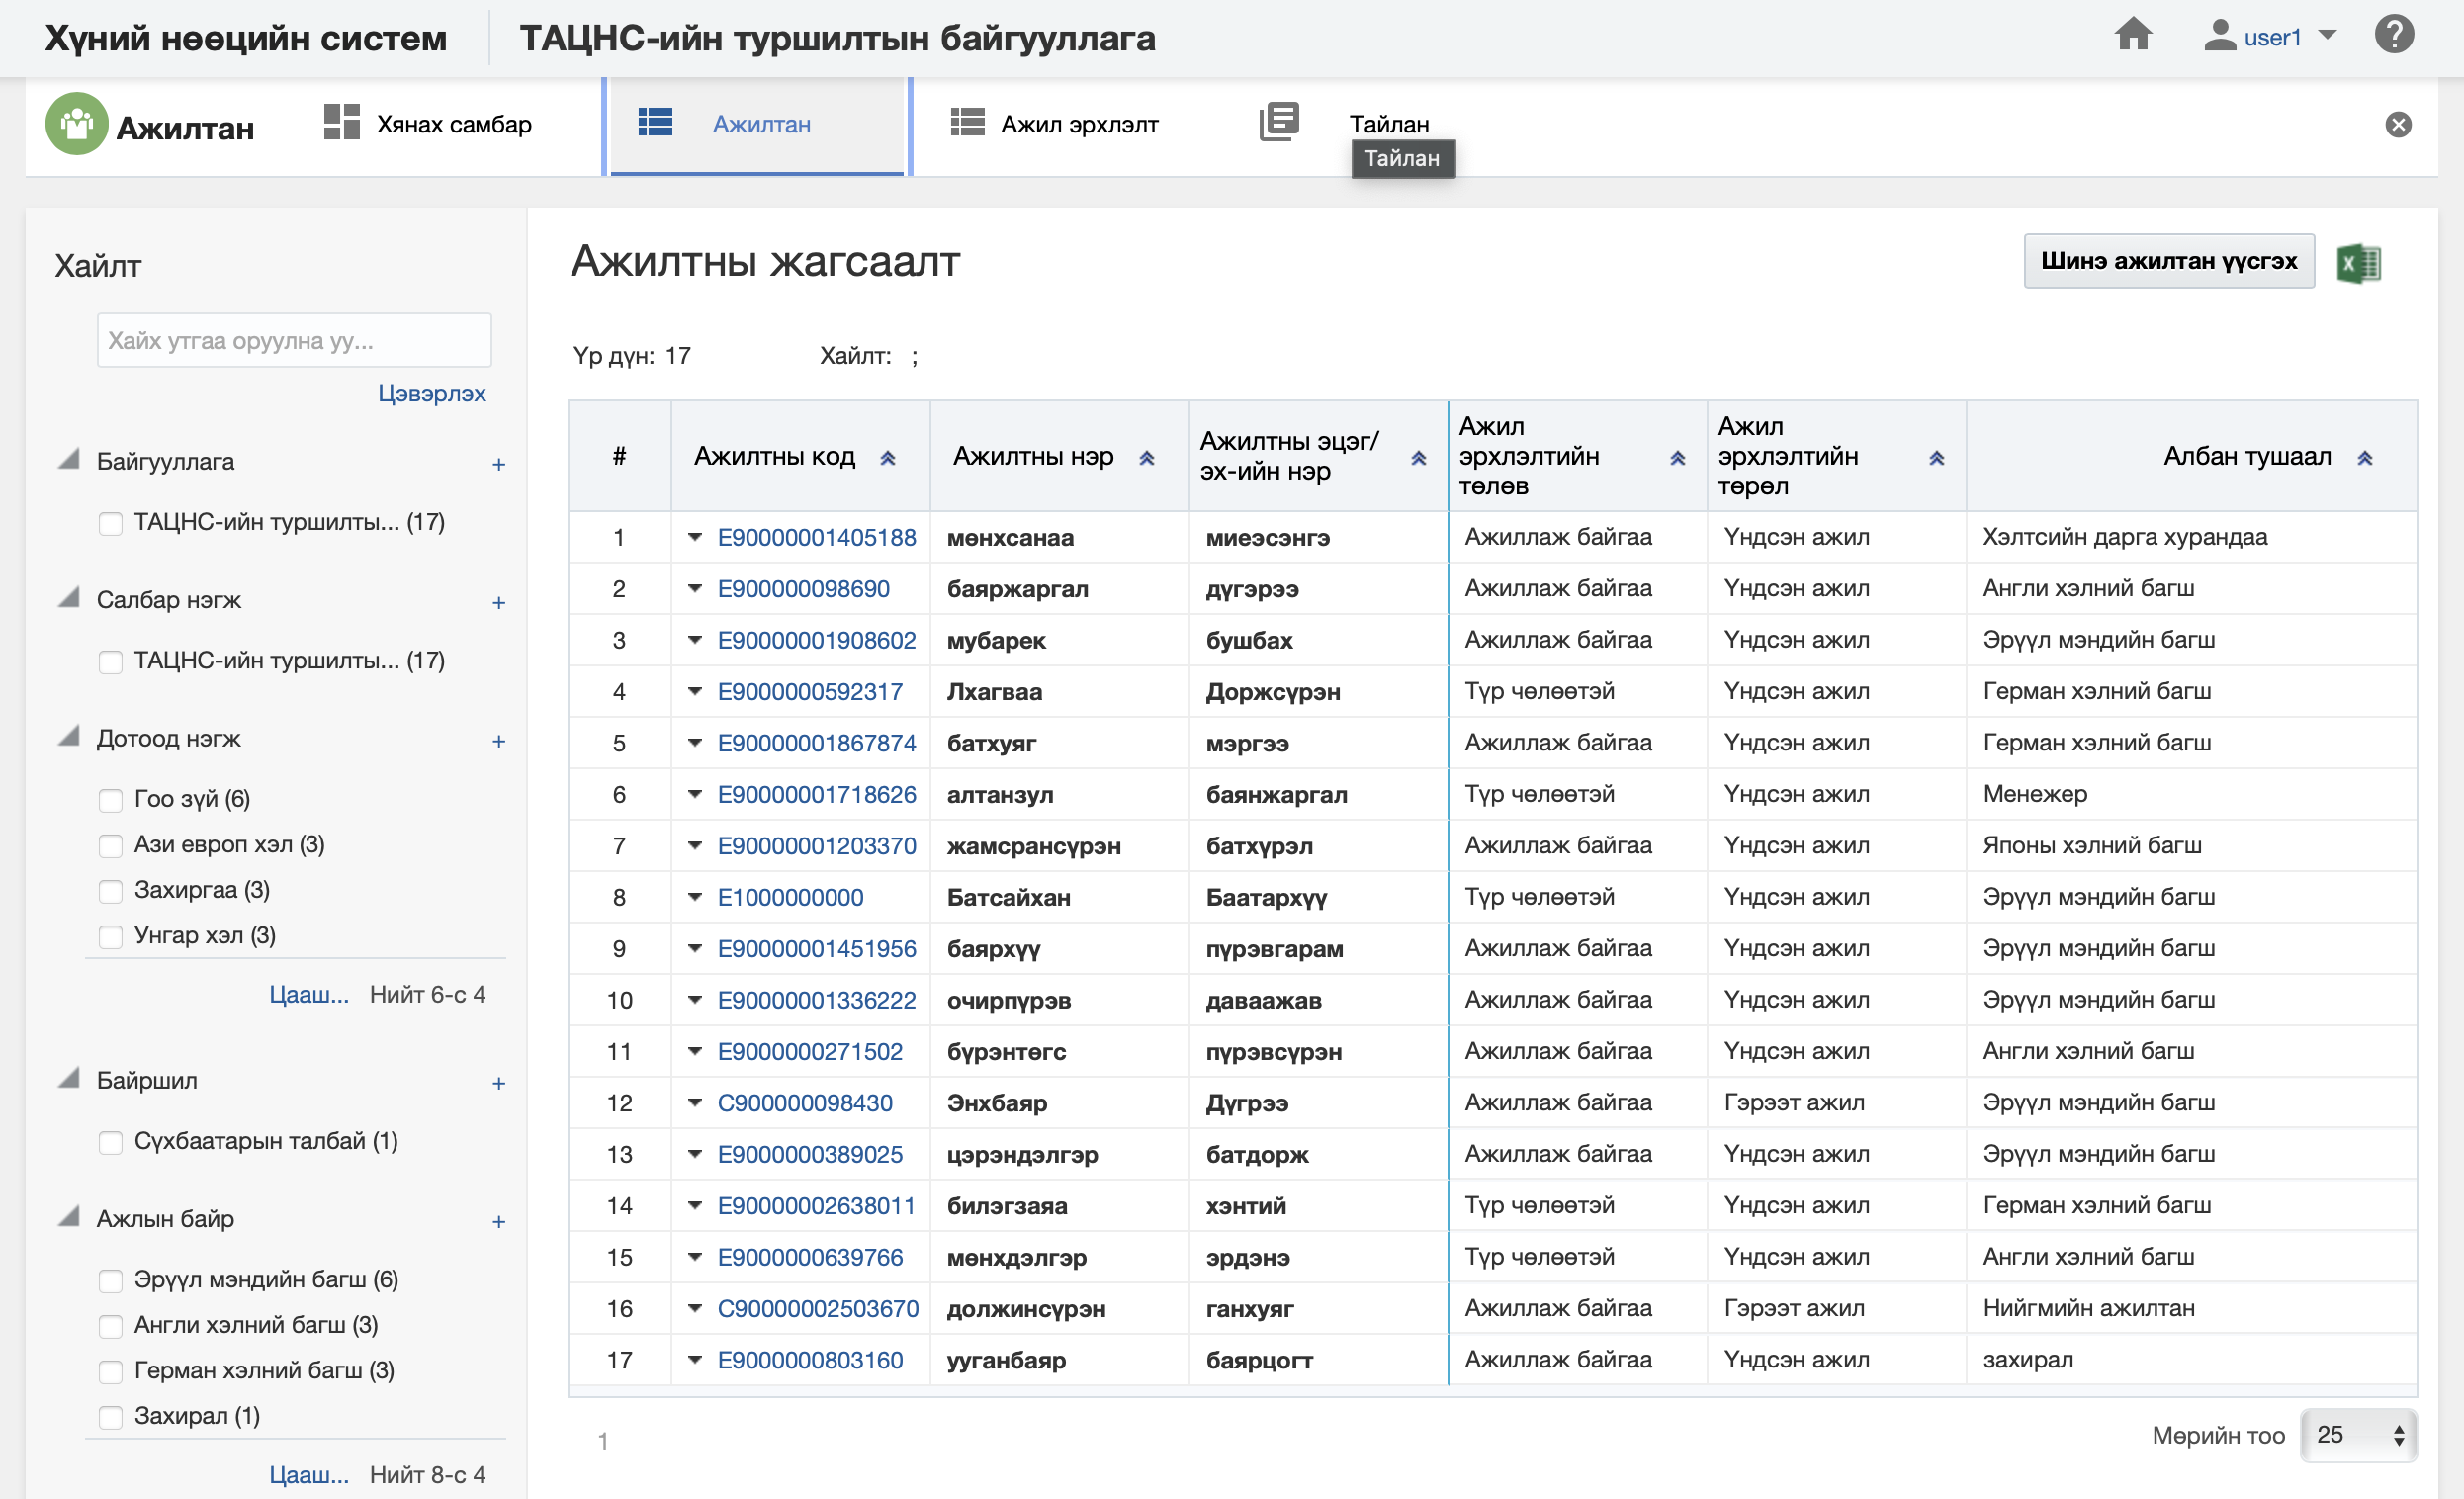 Хүний нөөцийн систем ТАЦНС-ийн туршилтын байгууллага user1
Ажилтан Хянах самбар Ажилтан Ажил эрхлэлт Тайлан
Тайлан
Хайлт
Хайх утгаа оруулна уу...
Цэвэрлэх
Байгууллага +
ТАЦНС-ийн туршилты... (17)
Салбар нэгж +
ТАЦНС-ийн туршилты... (17)
Дотоод нэгж +
Гоо зүй (6)
Ази европ хэл (3)
Захиргаа (3)
Унгар хэл (3)
Цааш... Нийт 6-с 4
Байршил +
Сүхбаатарын талбай (1)
Ажлын байр +
Эрүүл мэндийн багш (6)
Англи хэлний багш (3)
Герман хэлний багш (3)
Захирал (1)
Цааш... Нийт 8-с 4
Ажилтны жагсаалт
Шинэ ажилтан үүсгэх
Үр дүн: 17 Хайлт: ;
# Ажилтны код Ажилтны нэр Ажилтны эцэг/эх-ийн нэр Ажил эрхлэлтийн төлөв Ажил эрхлэлтийн төрөл Албан тушаал
1 E90000001405188 мөнхсанаа миеэсэнгэ Ажиллаж байгаа Үндсэн ажил Хэлтсийн дарга хурандаа
2 E900000098690 баяржаргал дүгэрээ Ажиллаж байгаа Үндсэн ажил Англи хэлний багш
3 E90000001908602 мубарек бушбах Ажиллаж байгаа Үндсэн ажил Эрүүл мэндийн багш
4 E9000000592317 Лхагваа Доржсүрэн Түр чөлөөтэй Үндсэн ажил Герман хэлний багш
5 E90000001867874 батхуяг мэргээ Ажиллаж байгаа Үндсэн ажил Герман хэлний багш
6 E90000001718626 алтанзул баянжаргал Түр чөлөөтэй Үндсэн ажил Менежер
7 E90000001203370 жамсрансүрэн батхүрэл Ажиллаж байгаа Үндсэн ажил Японы хэлний багш
8 E1000000000 Батсайхан Баатархүү Түр чөлөөтэй Үндсэн ажил Эрүүл мэндийн багш
9 E90000001451956 баярхүү пүрэвгарам Ажиллаж байгаа Үндсэн ажил Эрүүл мэндийн багш
10 E90000001336222 очирпүрэв даваажав Ажиллаж байгаа Үндсэн ажил Эрүүл мэндийн багш
11 E9000000271502 бүрэнтөгс пүрэвсүрэн Ажиллаж байгаа Үндсэн ажил Англи хэлний багш
12 C900000098430 Энхбаяр Дүгрээ Ажиллаж байгаа Гэрээт ажил Эрүүл мэндийн багш
13 E9000000389025 цэрэндэлгэр батдорж Ажиллаж байгаа Үндсэн ажил Эрүүл мэндийн багш
14 E90000002638011 билэгзаяа хэнтий Түр чөлөөтэй Үндсэн ажил Герман хэлний багш
15 E9000000639766 мөнхдэлгэр эрдэнэ Түр чөлөөтэй Үндсэн ажил Англи хэлний багш
16 C90000002503670 должинсүрэн ганхуяг Ажиллаж байгаа Гэрээт ажил Нийгмийн ажилтан
17 E9000000803160 ууганбаяр баярцогт Ажиллаж байгаа Үндсэн ажил захирал
1 Мөрийн тоо 25